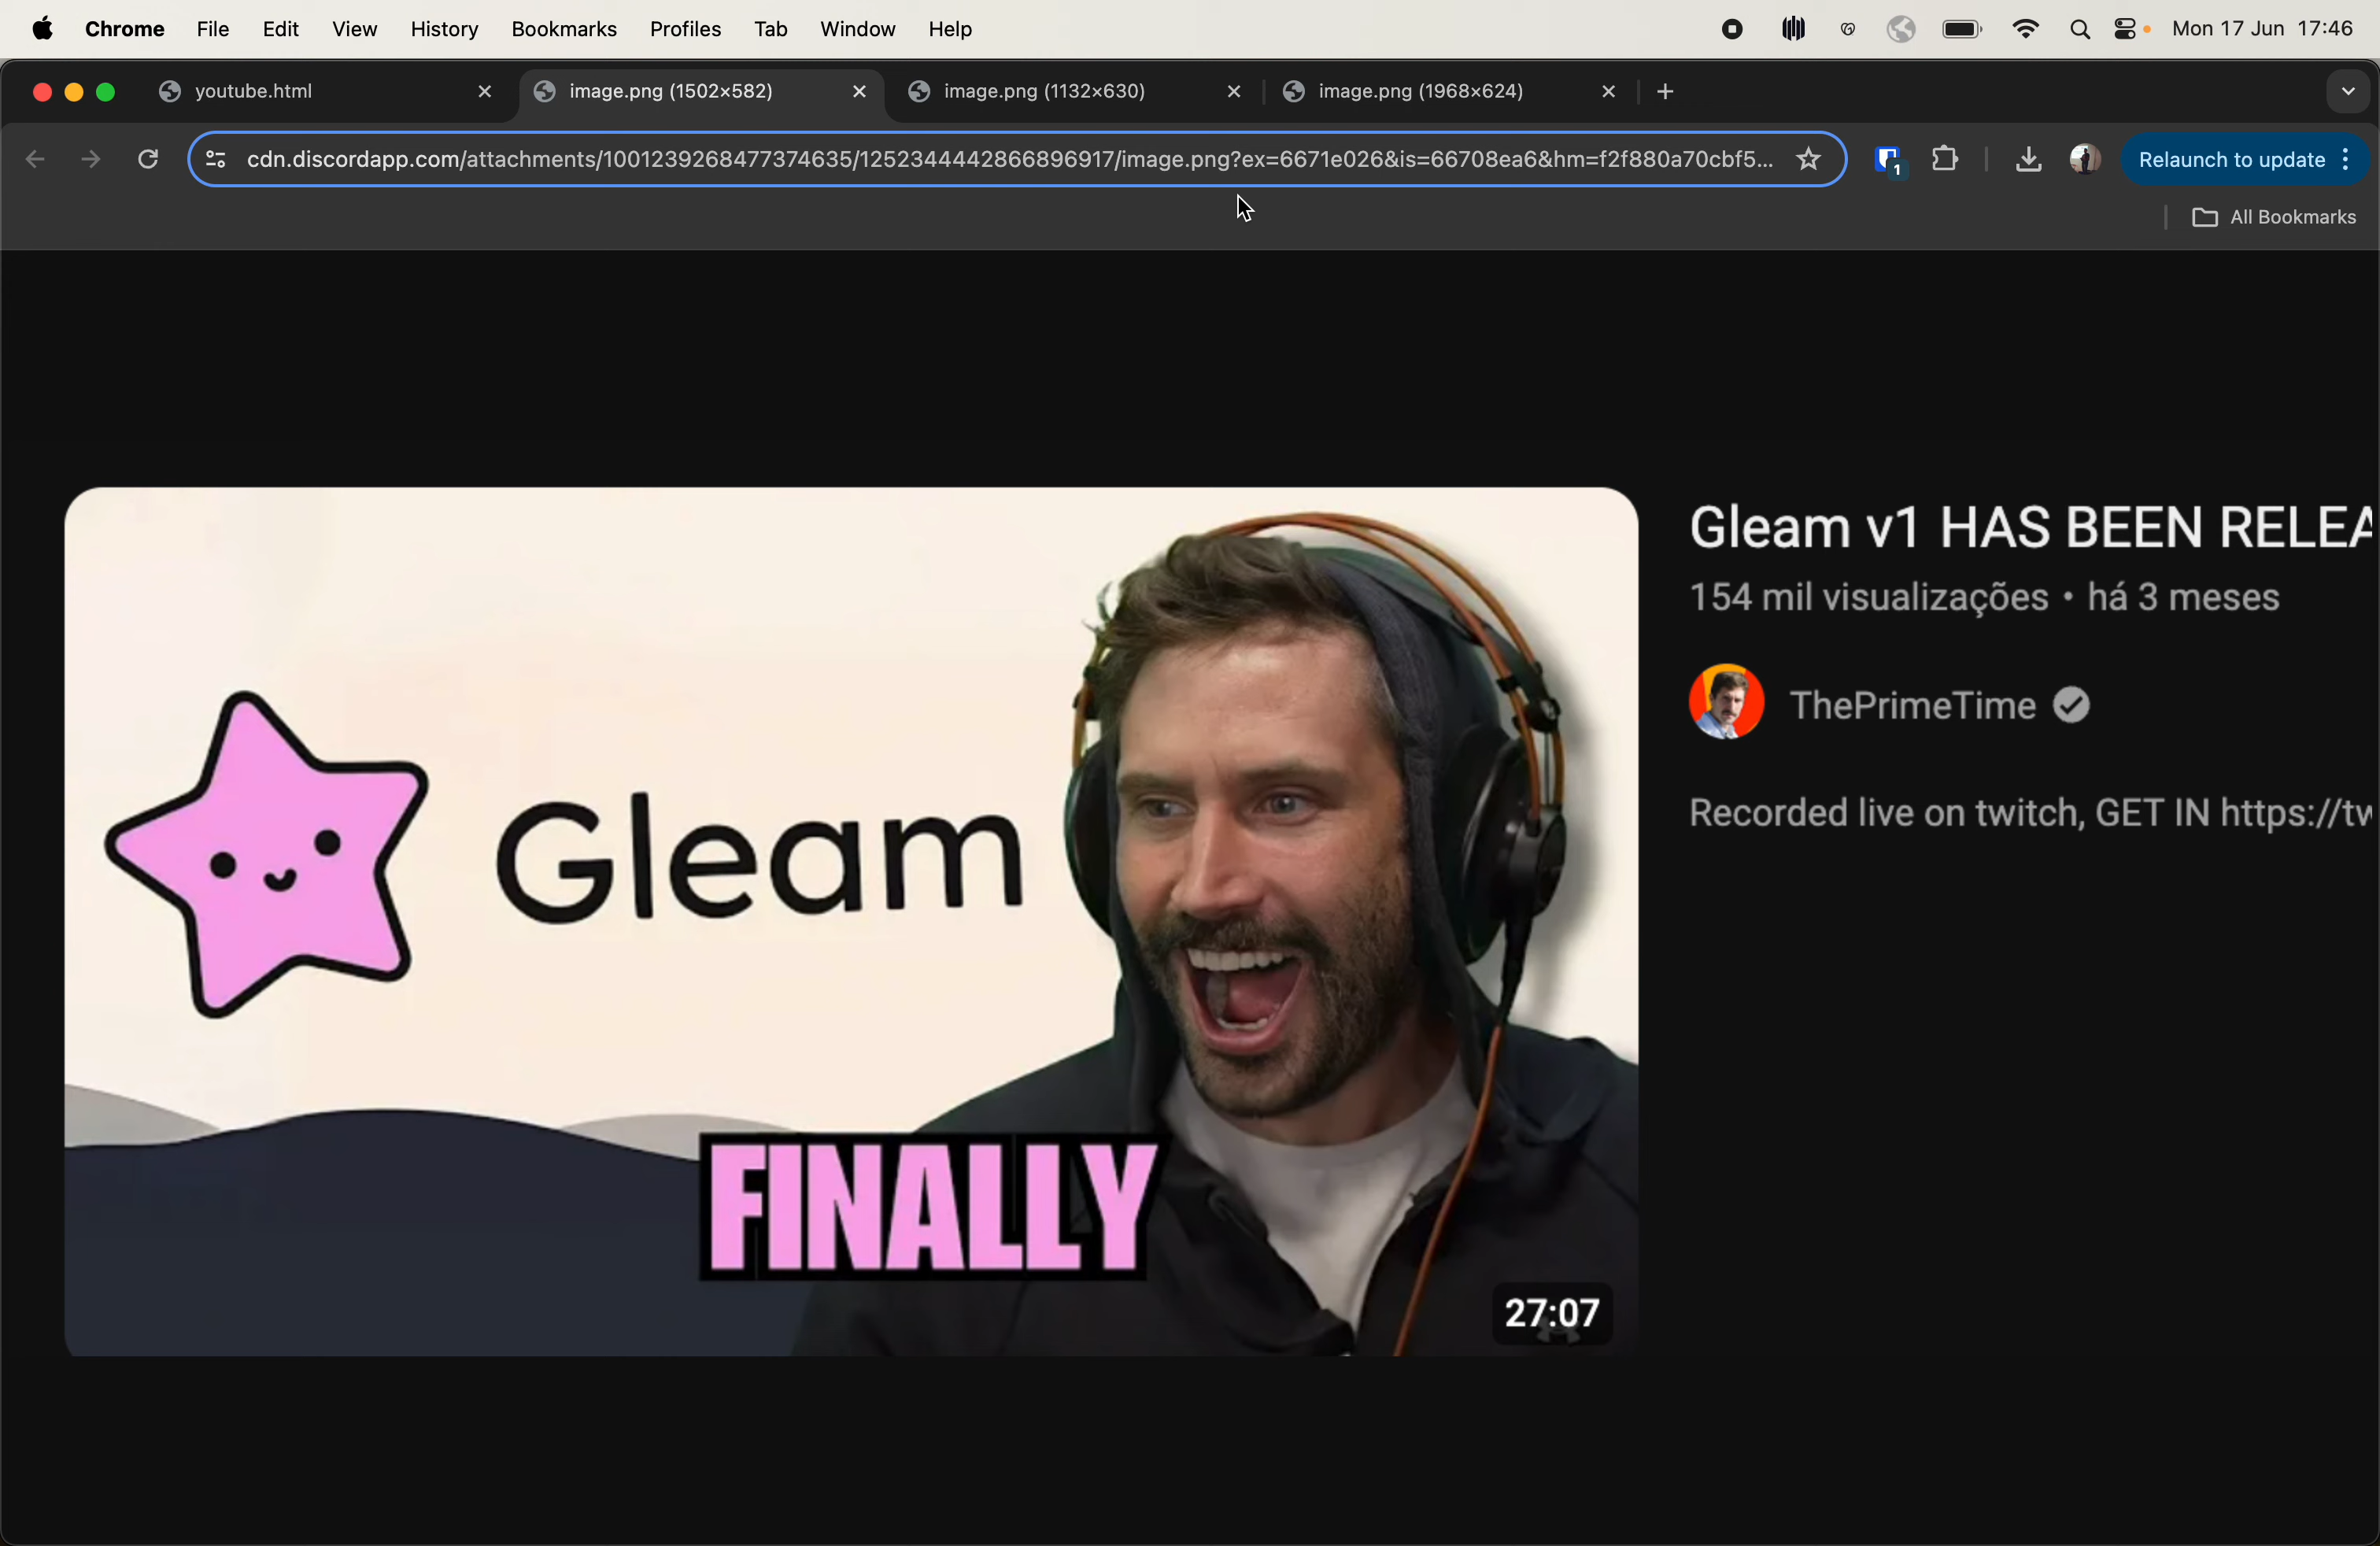 Chrome File Edit View History Bookmarks Profiles Tab Window Help Mon 17 Jun 17:46
youtube.html image.png (1502×582) image.png (1132×630) image.png (1968×624)
cdn.discordapp.com/attachments/1001239268477374635/1252344442866896917/image.png?ex=6671e026&is=66708ea6&hm=f2f880a70cbf5... 1 Relaunch to update
All Bookmarks
Gleam v1 HAS BEEN RELEA
154 mil visualizações • há 3 meses
ThePrimeTime
Recorded live on twitch, GET IN https://tw
Gleam
FINALLY
27:07